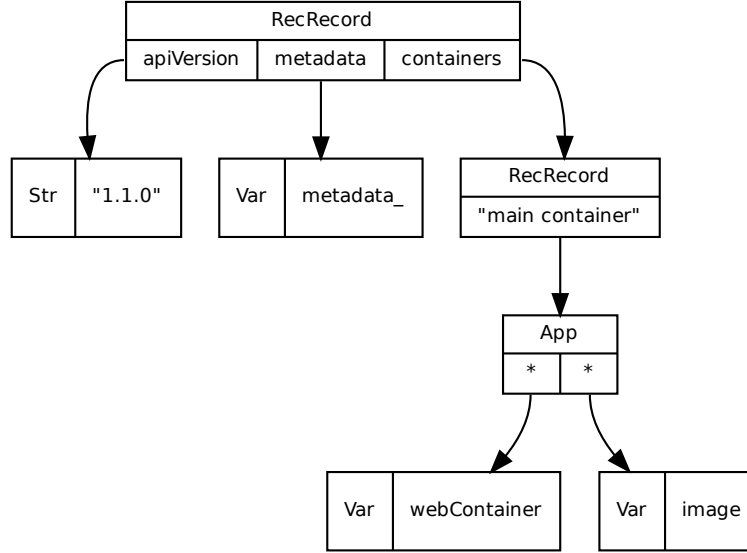 RecRecord
apiVersion metadata containers
Str "1.1.0" Var metadata_ RecRecord
"main container"
App
* *
Var webContainer Var image